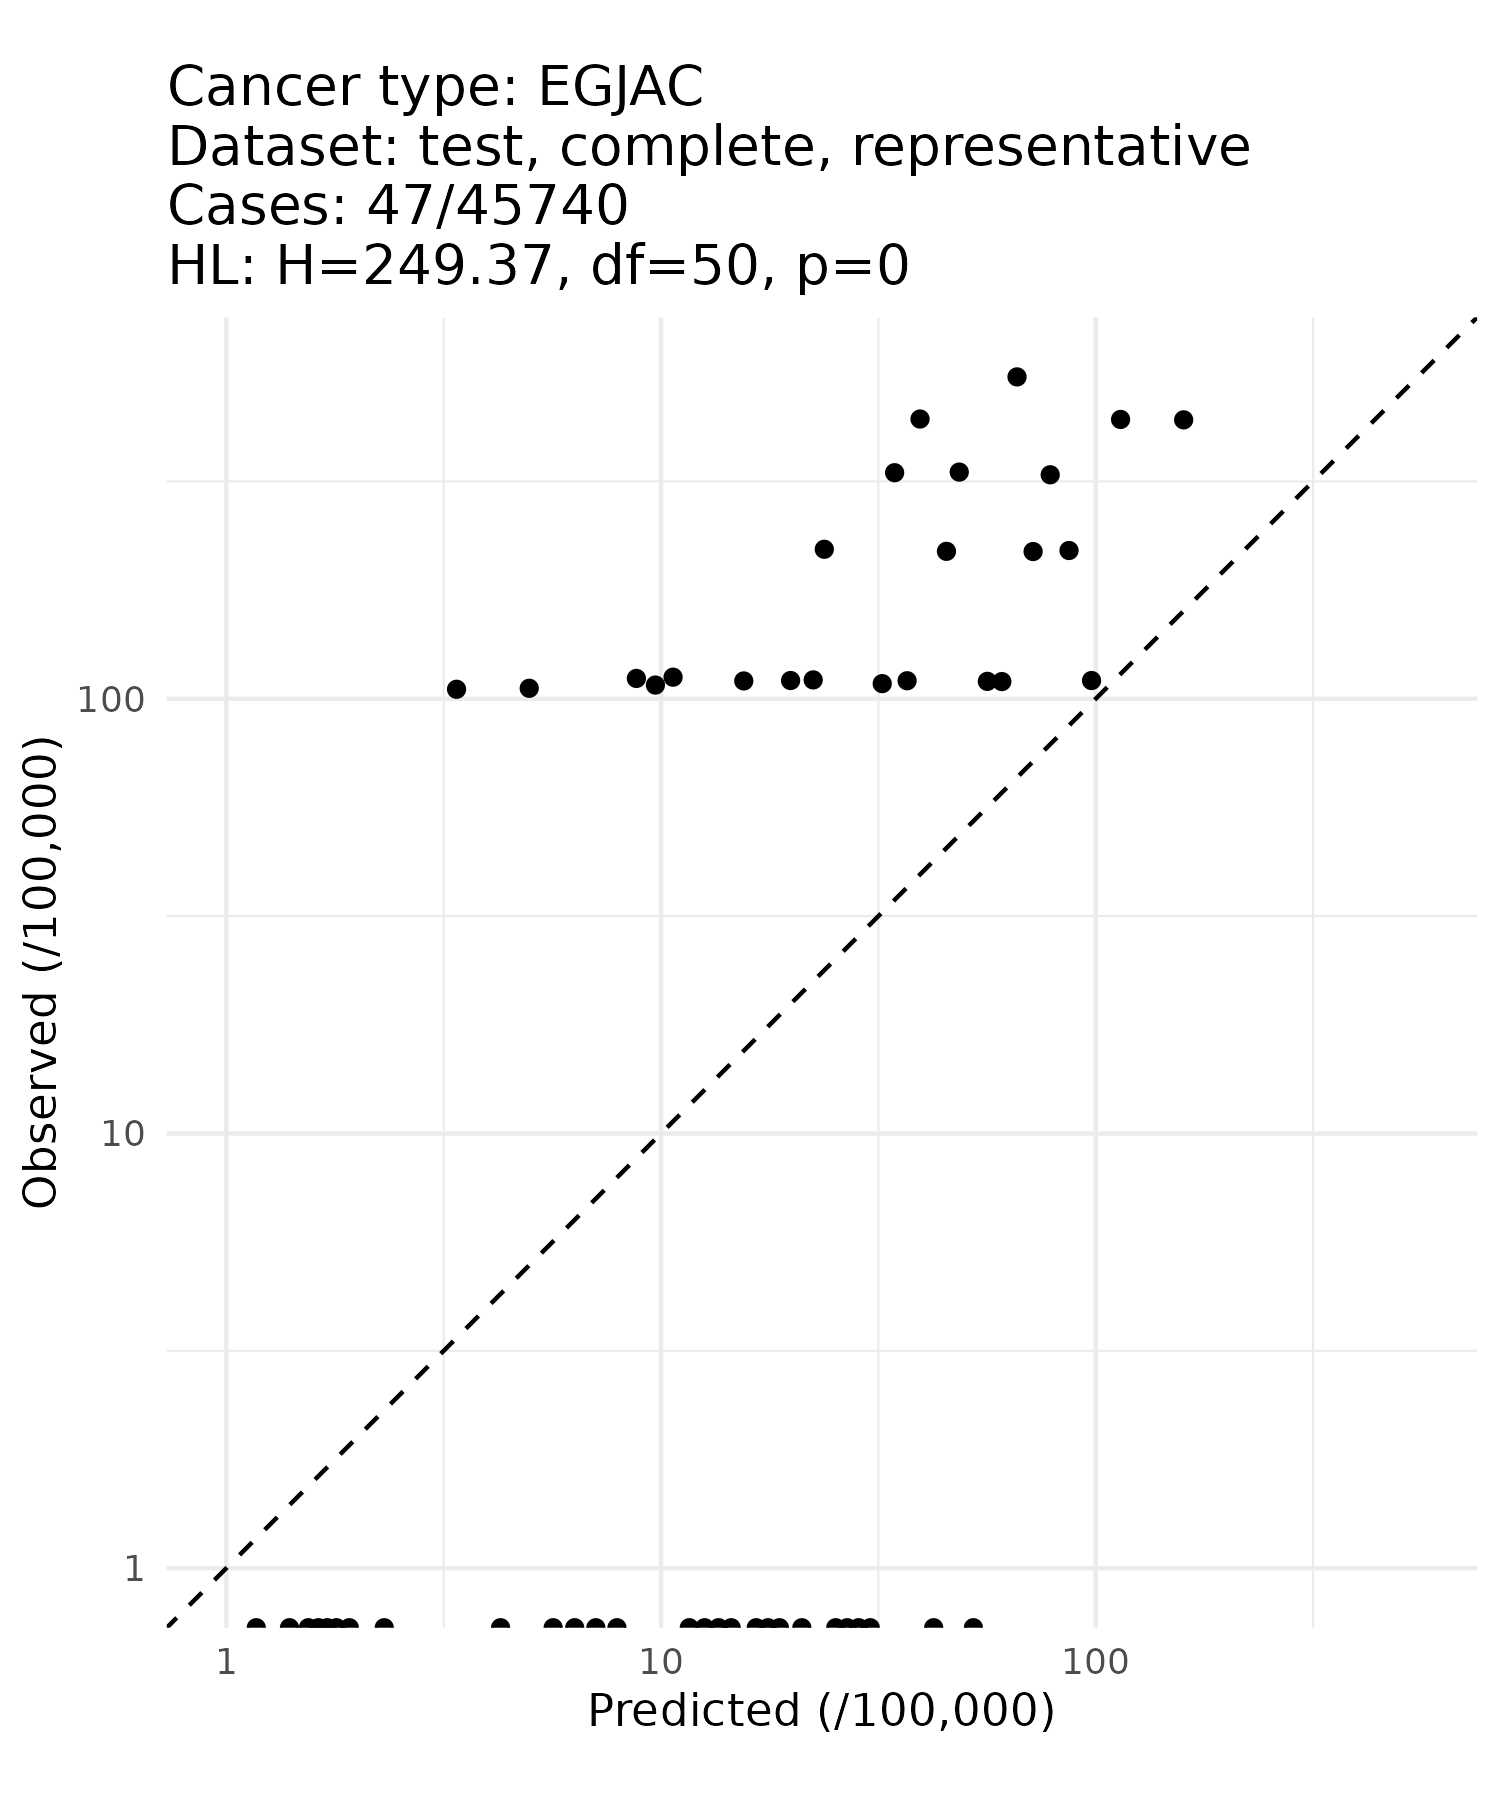 Cancer type: EGJAC
Dataset: test, complete, representative
Cases: 47/45740
HL: H=249.37, df=50, p=0
Observed (/100,000)
100
10
1
1
10
100
Predicted (/100,000)